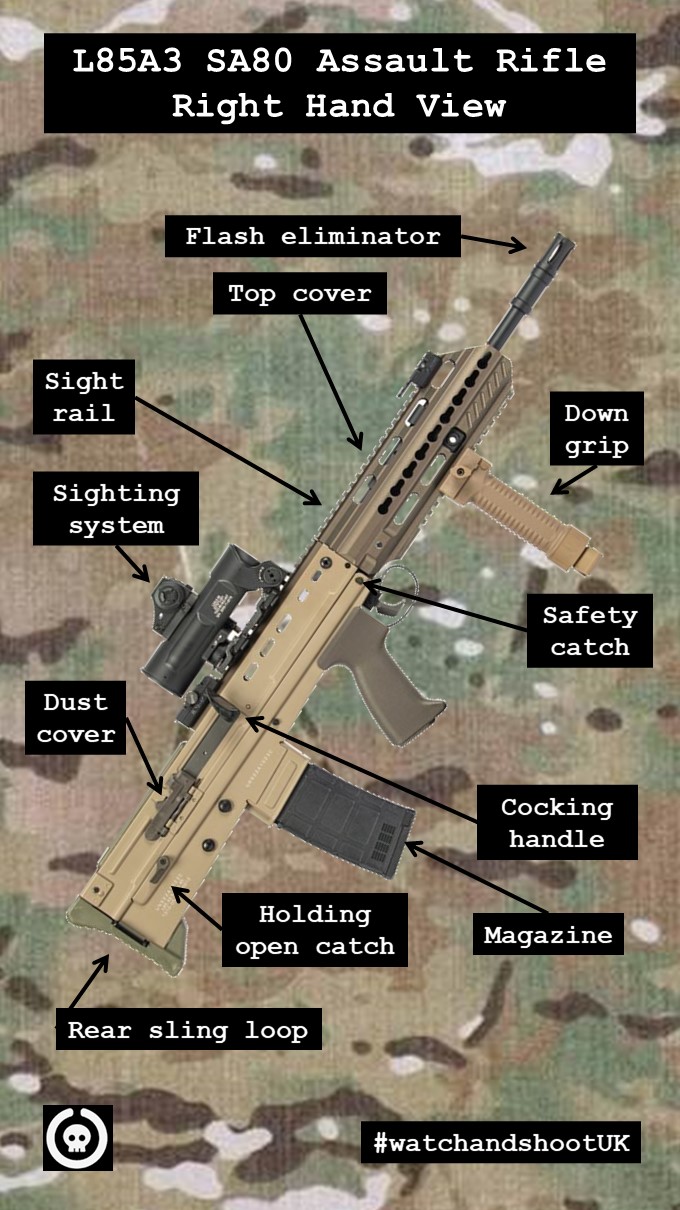 L85A3 SA80 Assault Rifle
Right Hand View
Flash eliminator
Top cover
Sight
rail
Down
grip
Sighting
system
Safety
catch
Dust
cover
Cocking
handle
Holding
open catch
Magazine
Rear sling loop
#watchandshootUK